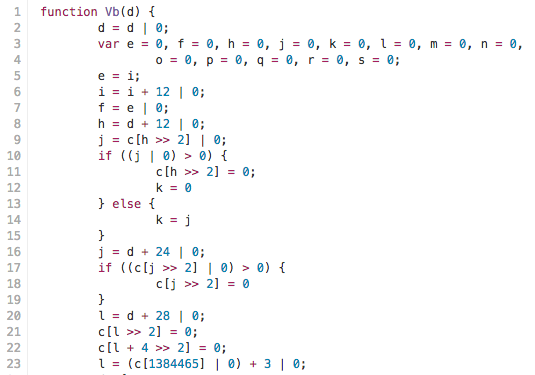 1 function Vb(d) {
2 d = d | 0;
3 var e = 0, f = 0, h = 0, j = 0, k = 0, l = 0, m = 0, n = 0,
4 o = 0, p = 0, q = 0, r = 0, s = 0;
5 e = i;
6 i = i + 12 | 0;
7 f = e | 0;
8 h = d + 12 | 0;
9 j = c[h >> 2] | 0;
10 if ((j | 0) > 0) {
11 c[h >> 2] = 0;
12 k = 0
13 } else {
14 k = j
15 }
16 j = d + 24 | 0;
17 if ((c[j >> 2] | 0) > 0) {
18 c[j >> 2] = 0
19 }
20 l = d + 28 | 0;
21 c[l >> 2] = 0;
22 c[l + 4 >> 2] = 0;
23 l = (c[1384465] | 0) + 3 | 0;